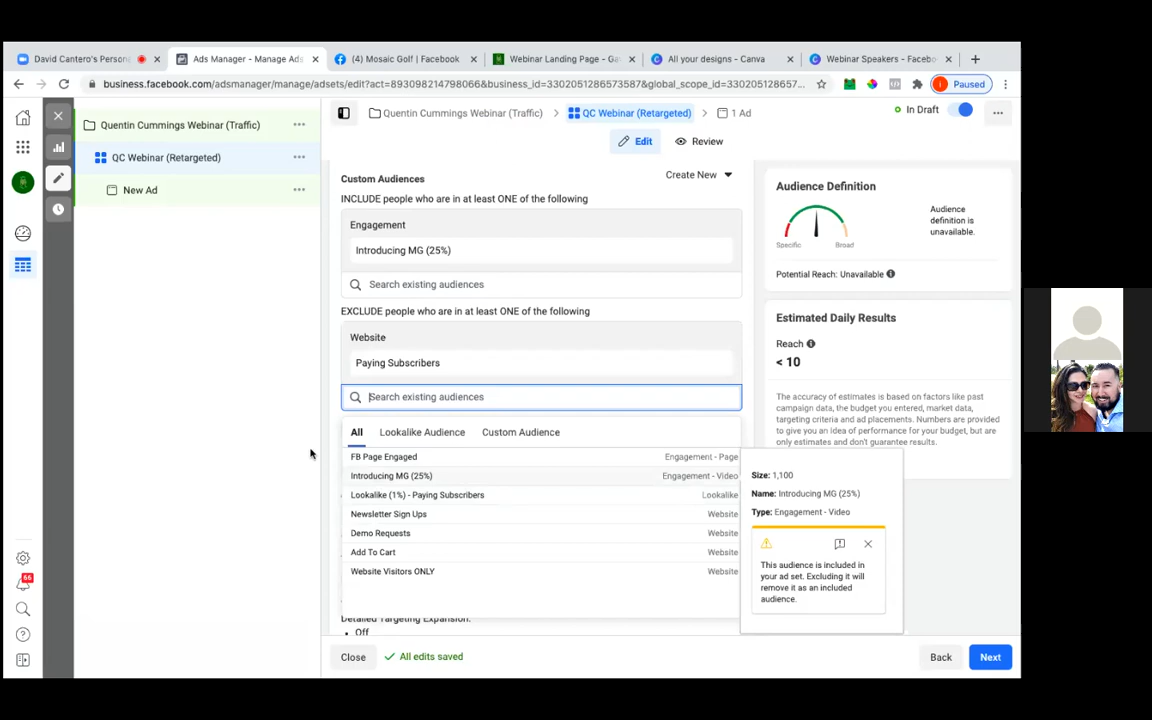 David Cantero's Person
Ads Manager - Manage Ads
(4) Mosaic Golf | Facebook
Webinar Landing Page - Ga
All your designs - Canva
Webinar Speakers - Facebo
business.facebook.com/adsmanager/manage/adsets/edit?act=893098214798066&business_id=3302051286573587&global_scope_id=330205128657
Paused
Quentin Cummings Webinar (Traffic)
QC Webinar (Retargeted)
New Ad
Quentin Cummings Webinar (Traffic)
QC Webinar (Retargeted)
1 Ad
In Draft
Edit
Review
Custom Audiences
Create New
INCLUDE people who are in at least ONE of the following
Engagement
Introducing MG (25%)
Search existing audiences
EXCLUDE people who are in at least ONE of the following
Website
Paying Subscribers
Search existing audiences
All
Lookalike Audience
Custom Audience
FB Page Engaged Engagement - Page
Introducing MG (25%) Engagement - Video
Lookalike (1%) - Paying Subscribers Lookalike
Newsletter Sign Ups Website
Demo Requests Website
Add To Cart Website
Website Visitors ONLY Website
Detailed Targeting Expansion:
Off
Audience Definition
Specific
Broad
Audience
definition is
unavailable.
Potential Reach: Unavailable
Estimated Daily Results
Reach
< 10
The accuracy of estimates is based on factors like past
campaign data, the budget you entered, market data,
targeting criteria and ad placements. Numbers are provided
to give you an idea of performance for your budget, but are
only estimates and don't guarantee results.
Size: 1,100
Name: Introducing MG (25%)
Type: Engagement - Video
This audience is included in
your ad set. Excluding it will
remove it as an included
audience.
66
Close
All edits saved
Back
Next